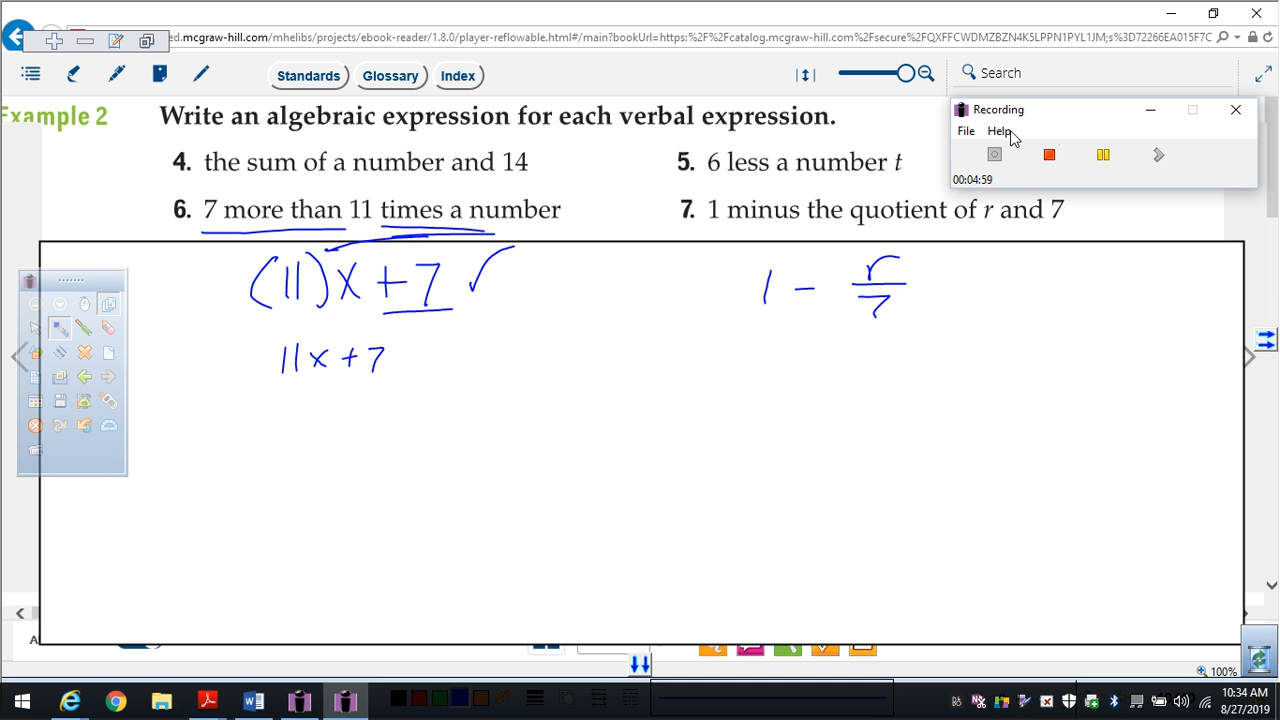 ed.mcgraw-hill.com/mhelibs/projects/ebook-reader/1.8.0/player-reflowable.html#/main?bookUrl=https:%2F%2Fcatalog.mcgraw-hill.com%2Fsecure%2FQXFFCWDMZBZN4K5LPPN1PYL1JM;s%3D72266EA015F7C
Standards Glossary Index Search
Example 2 Write an algebraic expression for each verbal expression.
Recording
File Help
00:04:59
4. the sum of a number and 14 5. 6 less a number t
6. 7 more than 11 times a number 7. 1 minus the quotient of r and 7
(11)x + 7 ✓ 1 - r/7
11x + 7
100%
10:34 AM
8/27/2019